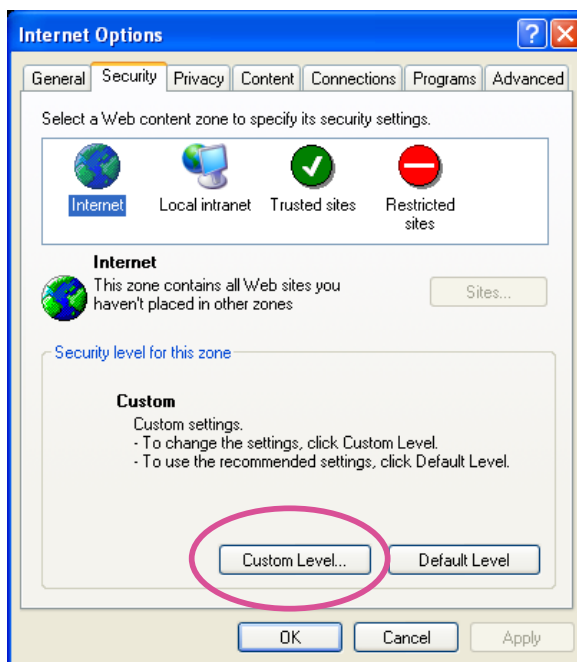 Internet Options
General Security Privacy Content Connections Programs Advanced
Select a Web content zone to specify its security settings.
Internet Local intranet Trusted sites Restricted sites
Internet
This zone contains all Web sites you
haven't placed in other zones
Sites...
Security level for this zone
Custom
Custom settings.
- To change the settings, click Custom Level.
- To use the recommended settings, click Default Level.
Custom Level... Default Level
OK Cancel Apply